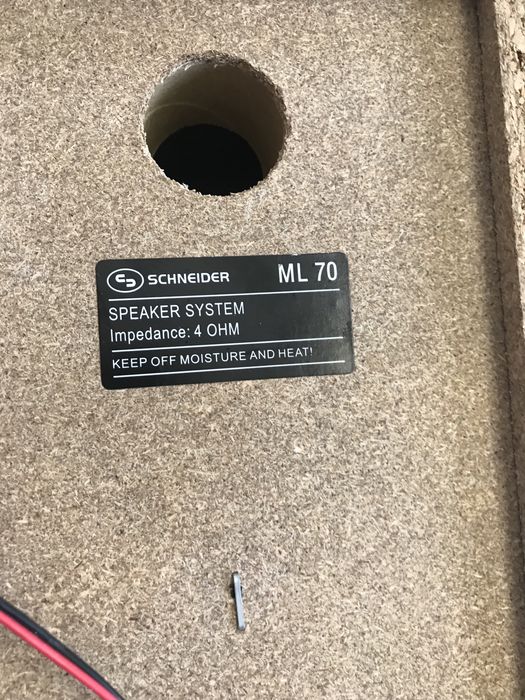 SCHNEIDER ML 70
SPEAKER SYSTEM
Impedance: 4 OHM
KEEP OFF MOISTURE AND HEAT!